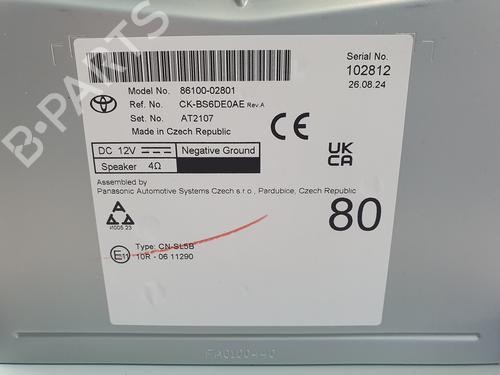 B-PARTS
Model No. 86100-02801
Ref. No. CK-BS6DE0AE Rev.A
Set. No. AT2107
Made in Czech Republic
Serial No.
102812
26.08.24
CE
UK
CA
DC 12V Negative Ground
Speaker 4Ω
Assembled by
Panasonic Automotive Systems Czech s.r.o., Pardubice, Czech Republic
80
A
E11
Type: CN-SL5B
10R - 06 11290
FA0100440